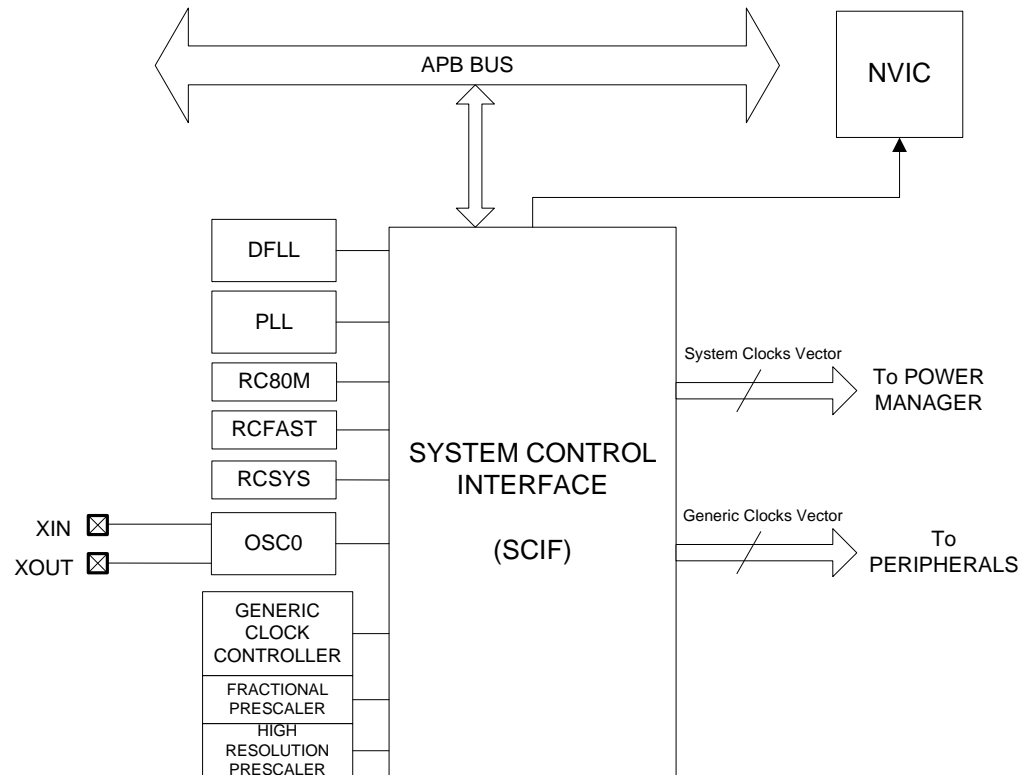 APB BUS
NVIC
DFLL
PLL
RC80M
RCFAST
RCSYS
XIN
XOUT
OSC0
GENERIC
CLOCK
CONTROLLER
FRACTIONAL
PRESCALER
HIGH
RESOLUTION
PRESCALER
SYSTEM CONTROL
INTERFACE
(SCIF)
System Clocks Vector
To POWER
MANAGER
Generic Clocks Vector
To
PERIPHERALS